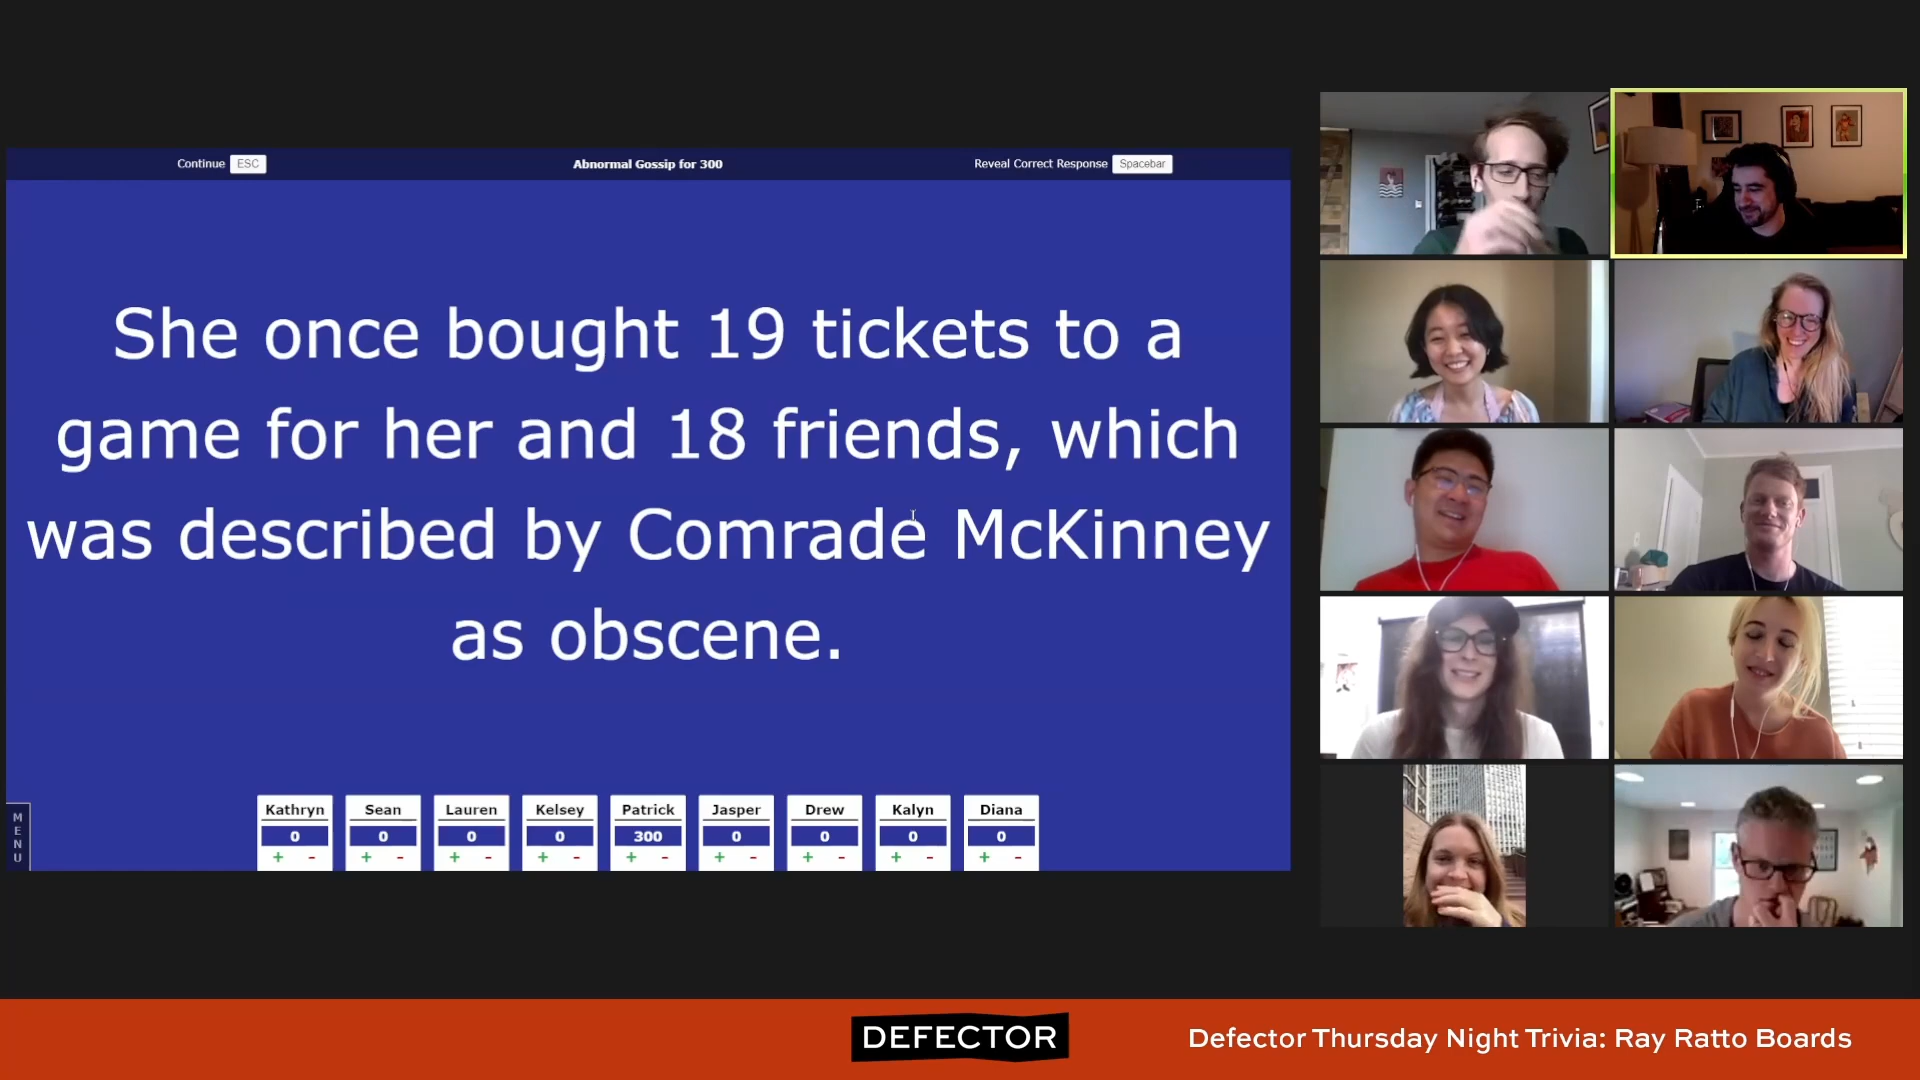 Continue ESC
Abnormal Gossip for 300
Reveal Correct Response Spacebar
She once bought 19 tickets to a
game for her and 18 friends, which
was described by Comrade McKinney
as obscene.
MENU
Kathryn Sean Lauren Kelsey Patrick Jasper Drew Kalyn Diana
0 0 0 0 300 0 0 0 0
+ - + - + - + - + - + - + - + - + -
DEFECTOR
Defector Thursday Night Trivia: Ray Ratto Boards